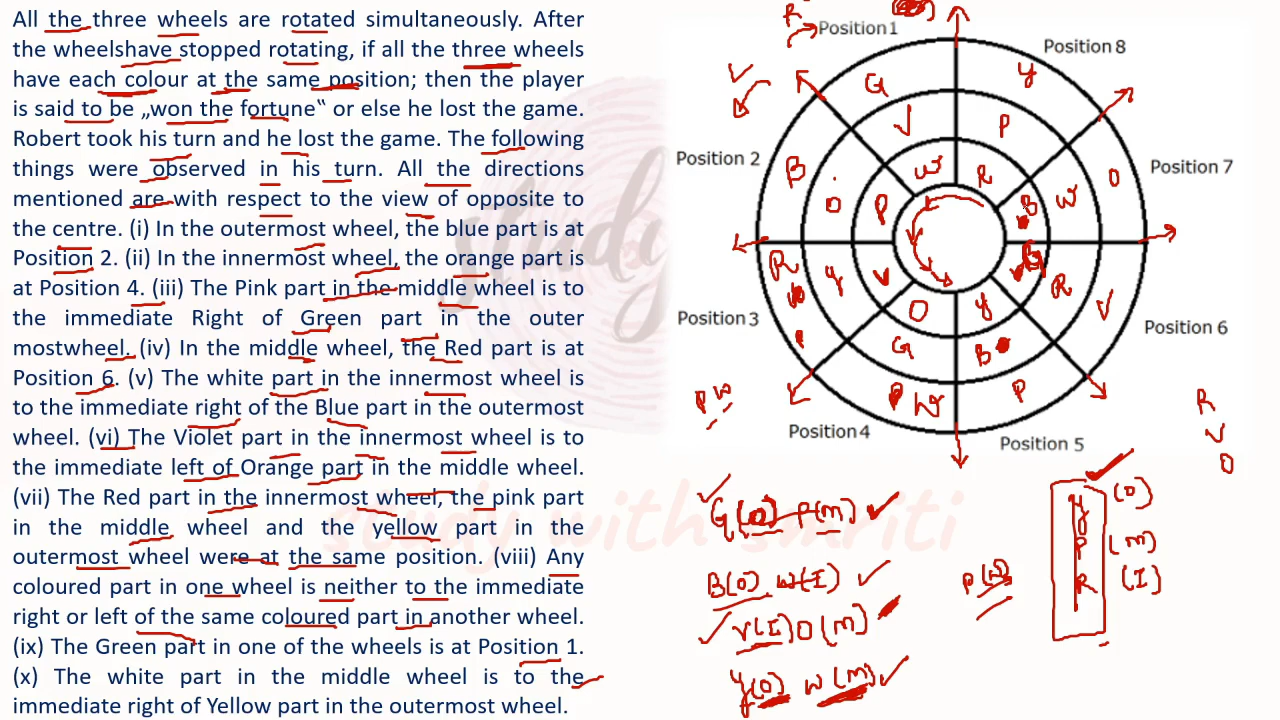 All the three wheels are rotated simultaneously. After
the wheelshave stopped rotating, if all the three wheels
have each colour at the same position; then the player
is said to be „won the fortune‟ or else he lost the game.
Robert took his turn and he lost the game. The following
things were observed in his turn. All the directions
mentioned are with respect to the view of opposite to
the centre. (i) In the outermost wheel, the blue part is at
Position 2. (ii) In the innermost wheel, the orange part is
at Position 4. (iii) The Pink part in the middle wheel is to
the immediate Right of Green part in the outer
mostwheel. (iv) In the middle wheel, the Red part is at
Position 6. (v) The white part in the innermost wheel is
to the immediate right of the Blue part in the outermost
wheel. (vi) The Violet part in the innermost wheel is to
the immediate left of Orange part in the middle wheel.
(vii) The Red part in the innermost wheel, the pink part
in the middle wheel and the yellow part in the
outermost wheel were at the same position. (viii) Any
coloured part in one wheel is neither to the immediate
right or left of the same coloured part in another wheel.
(ix) The Green part in one of the wheels is at Position 1.
(x) The white part in the middle wheel is to the
immediate right of Yellow part in the outermost wheel.
R
Position1
Position 8
G
Y
V
P
Position 2
B
W
R
Position 7
O
O
P
B
W
R
Y
V
G
R
V
Position 3
O
Y
Position 6
P
G
B
P W
P
Position 4
Position 5
P W
R
V
O
G(O) P(m)
Y (O)
P (m)
R (I)
B(O) W(I)
V(I) O(m)
Y(O) W(m)
study
study with smriti